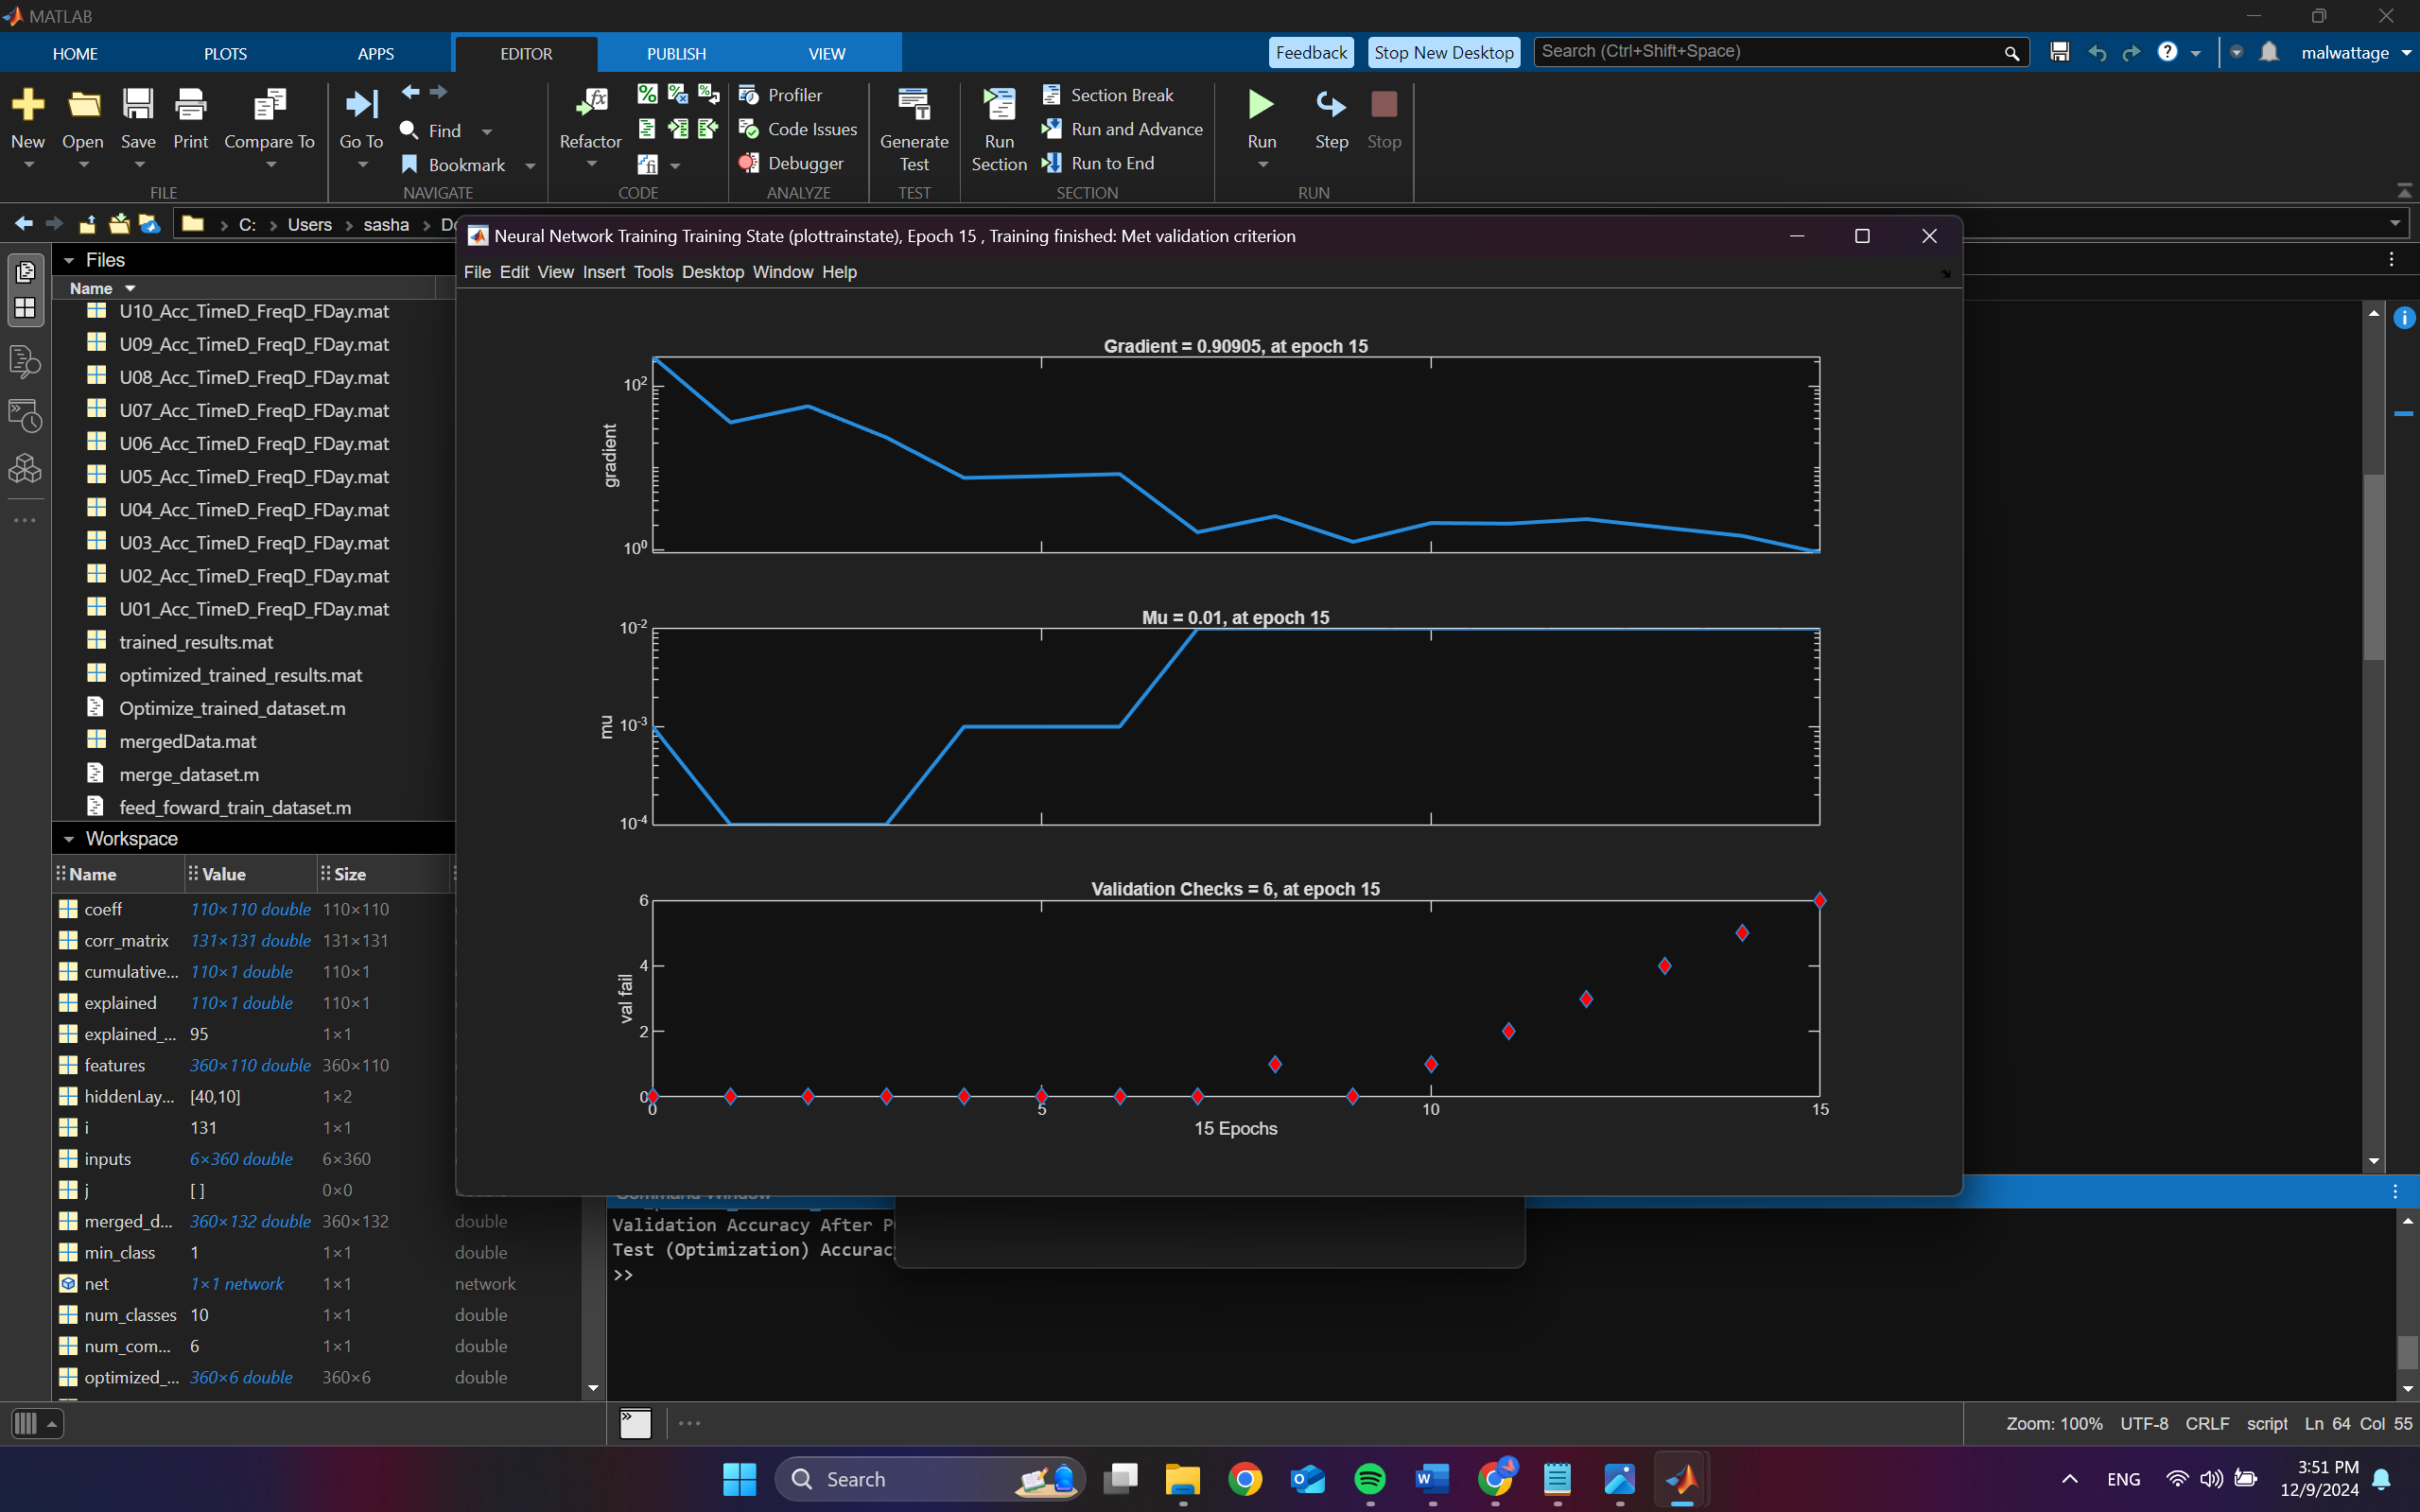 MATLAB
HOME PLOTS APPS EDITOR PUBLISH VIEW Feedback Stop New Desktop Search (Ctrl+Shift+Space) malwattage
New Open Save Print Compare To Go To Find Bookmark Refactor Profiler Code Issues Debugger Generate Test Run Section Section Break Run and Advance Run to End Run Step Stop
FILE NAVIGATE CODE ANALYZE TEST SECTION RUN
C: > Users > sasha >
Neural Network Training Training State (plottrainstate), Epoch 15 , Training finished: Met validation criterion
File Edit View Insert Tools Desktop Window Help
Files
Name
U10_Acc_TimeD_FreqD_FDay.mat
U09_Acc_TimeD_FreqD_FDay.mat
U08_Acc_TimeD_FreqD_FDay.mat
U07_Acc_TimeD_FreqD_FDay.mat
U06_Acc_TimeD_FreqD_FDay.mat
U05_Acc_TimeD_FreqD_FDay.mat
U04_Acc_TimeD_FreqD_FDay.mat
U03_Acc_TimeD_FreqD_FDay.mat
U02_Acc_TimeD_FreqD_FDay.mat
U01_Acc_TimeD_FreqD_FDay.mat
trained_results.mat
optimized_trained_results.mat
Optimize_trained_dataset.m
mergedData.mat
merge_dataset.m
feed_foward_train_dataset.m
Workspace
Name Value Size
coeff 110×110 double 110×110
corr_matrix 131×131 double 131×131
cumulative... 110×1 double 110×1
explained 110×1 double 110×1
explained_... 95 1×1
features 360×110 double 360×110
hiddenLay... [40,10] 1×2
i 131 1×1
inputs 6×360 double 6×360
j [ ] 0×0
merged_d... 360×132 double 360×132 double
min_class 1 1×1 double
net 1×1 network 1×1 network
num_classes 10 1×1 double
num_com... 6 1×1 double
optimized_... 360×6 double 360×6 double
Gradient = 0.90905, at epoch 15
gradient
10²
10⁰
Mu = 0.01, at epoch 15
mu
10⁻²
10⁻³
10⁻⁴
Validation Checks = 6, at epoch 15
val fail
6
4
2
0
0 5 10 15
15 Epochs
Validation Accuracy After
Test (Optimization)
>>
Zoom: 100% UTF-8 CRLF script Ln 64 Col 55
Search
ENG
3:51 PM
12/9/2024